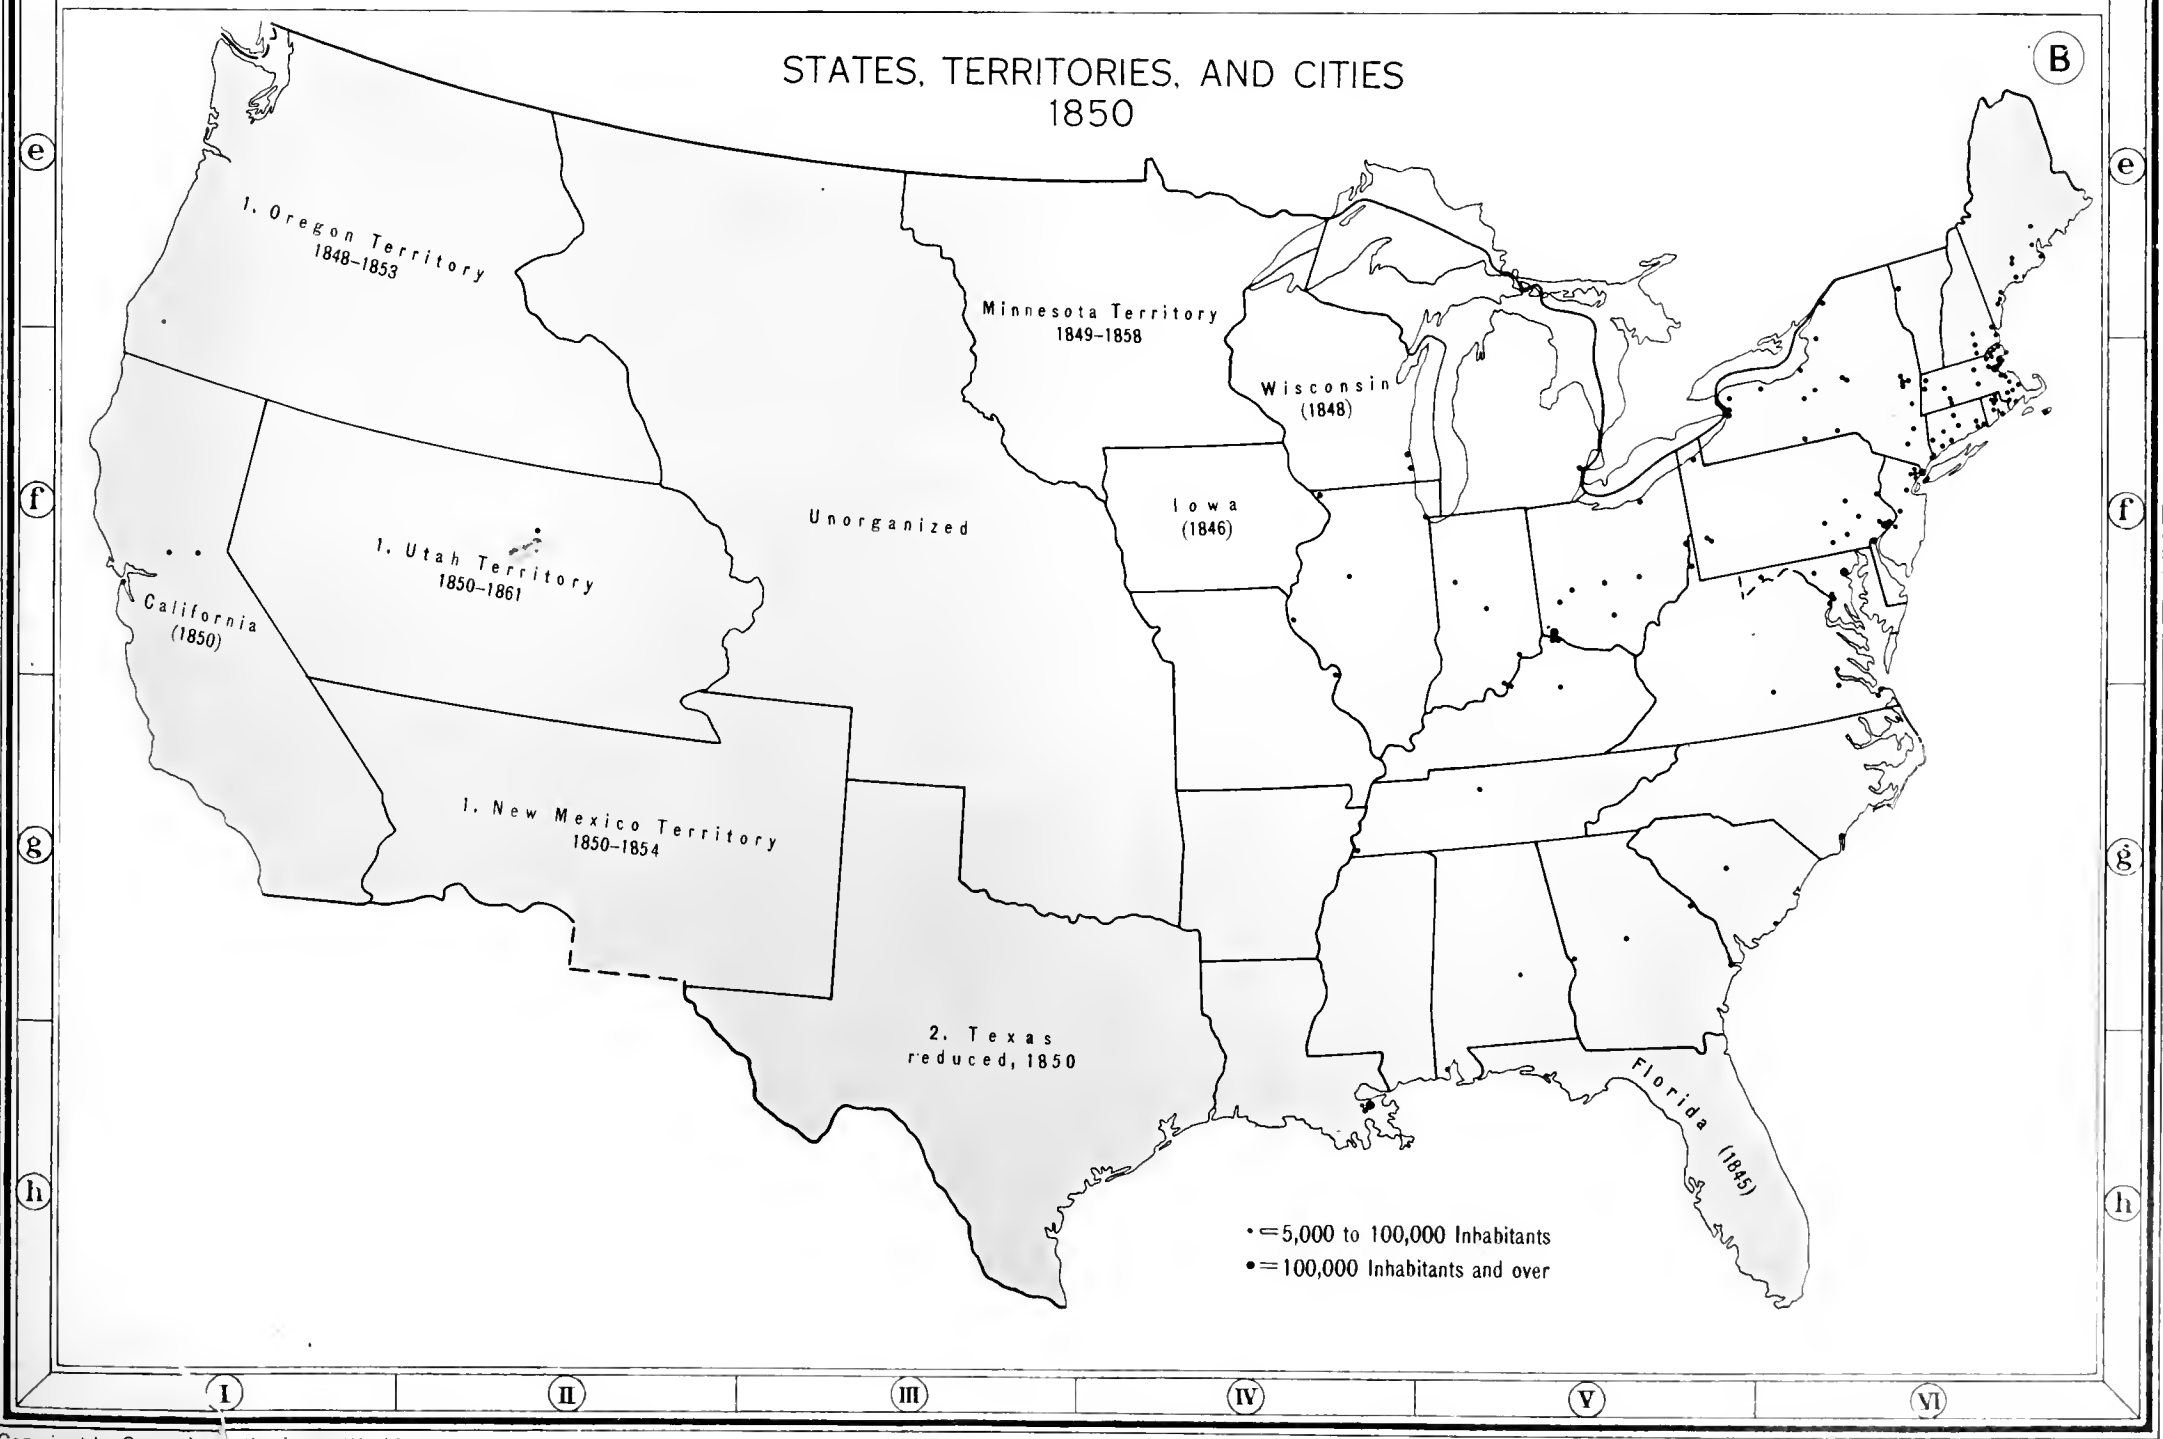 STATES, TERRITORIES, AND CITIES
1850
B
e
e
1. Oregon Territory
1848–1853
Minnesota Territory
1849–1858
Wisconsin
(1848)
f
f
Iowa
(1846)
Unorganized
1. Utah Territory
1850–1861
California
(1850)
g
g
1. New Mexico Territory
1850–1854
2. Texas
reduced, 1850
Florida (1845)
h
h
• = 5,000 to 100,000 Inhabitants
• = 100,000 Inhabitants and over
I
II
III
IV
V
VI